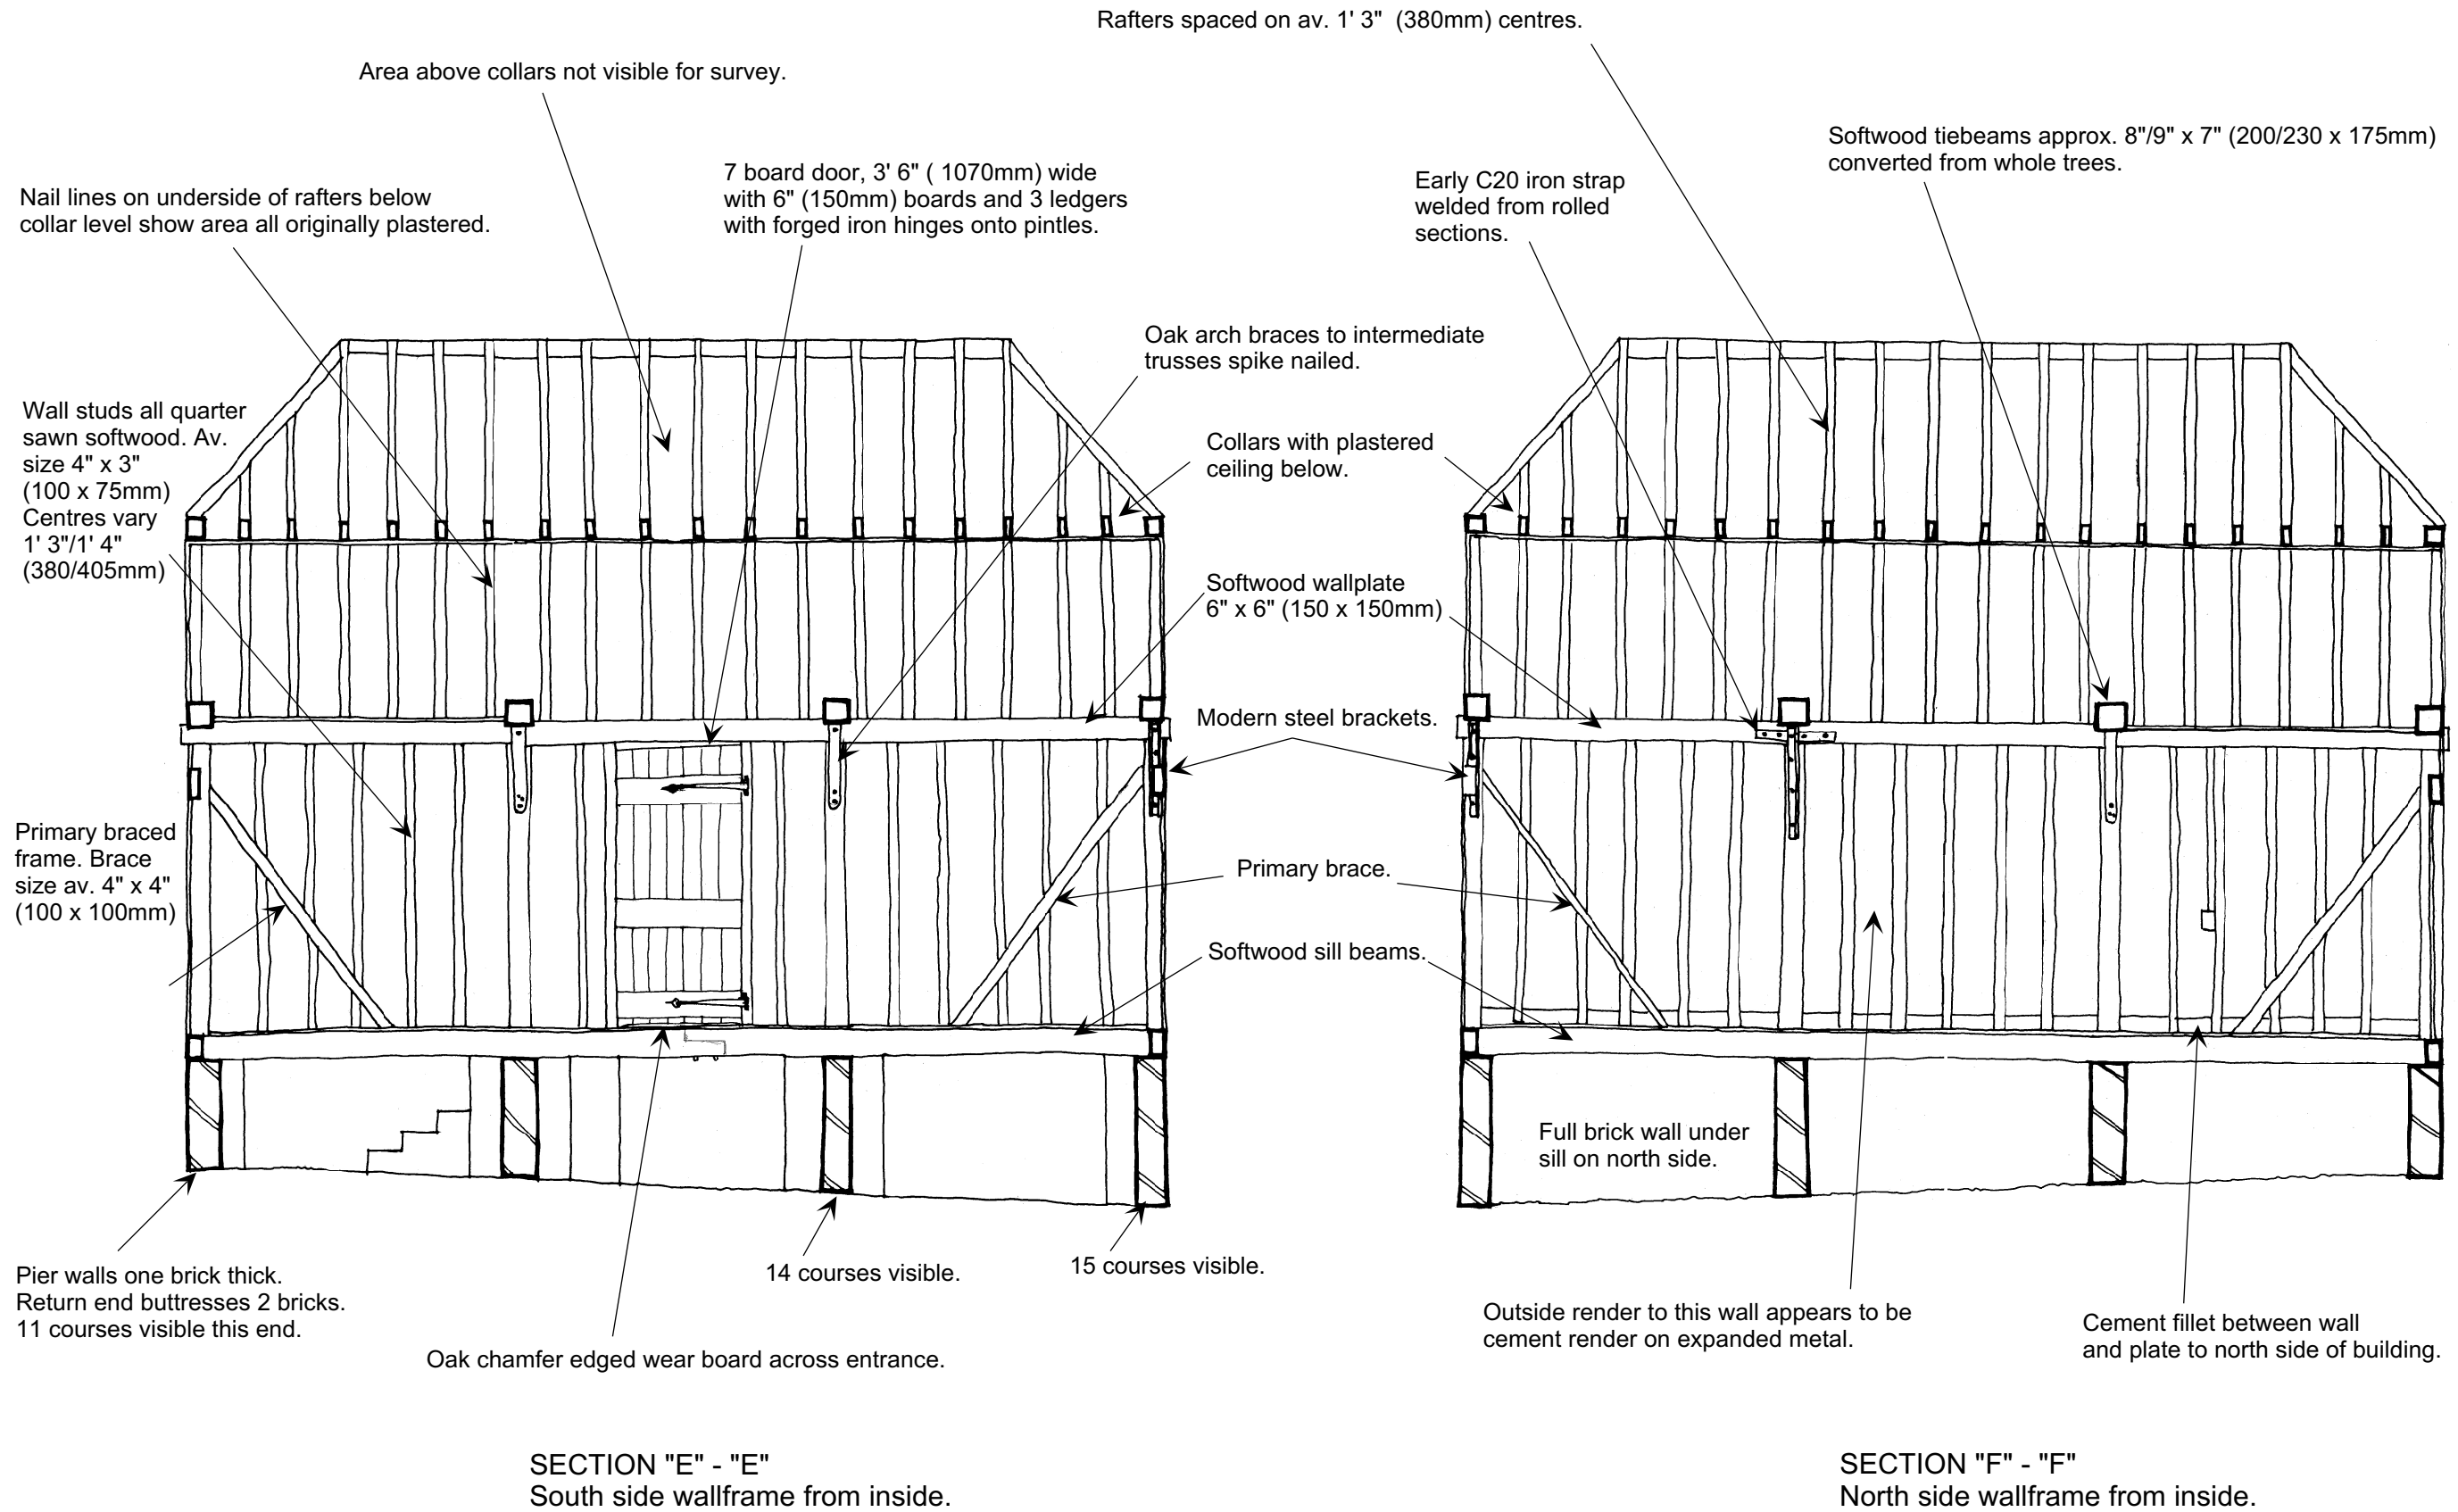 Rafters spaced on av. 1' 3"  (380mm) centres.
Area above collars not visible for survey.
Softwood tiebeams approx. 8"/9" x 7" (200/230 x 175mm)
converted from whole trees.
7 board door, 3' 6" ( 1070mm) wide
with 6" (150mm) boards and 3 ledgers
with forged iron hinges onto pintles.
Early C20 iron strap
welded from rolled
sections.
Nail lines on underside of rafters below
collar level show area all originally plastered.
Oak arch braces to intermediate
trusses spike nailed.
Wall studs all quarter
sawn softwood. Av.
size 4" x 3"
(100 x 75mm)
Centres vary
1' 3"/1' 4"
(380/405mm)
Collars with plastered
ceiling below.
Softwood wallplate
6" x 6" (150 x 150mm)
Modern steel brackets.
Primary braced
frame. Brace
size av. 4" x 4"
(100 x 100mm)
Primary brace.
Softwood sill beams.
Full brick wall under
sill on north side.
Pier walls one brick thick.
Return end buttresses 2 bricks.
11 courses visible this end.
14 courses visible.
15 courses visible.
Oak chamfer edged wear board across entrance.
Outside render to this wall appears to be
cement render on expanded metal.
Cement fillet between wall
and plate to north side of building.
SECTION "E" - "E"
South side wallframe from inside.
SECTION "F" - "F"
North side wallframe from inside.